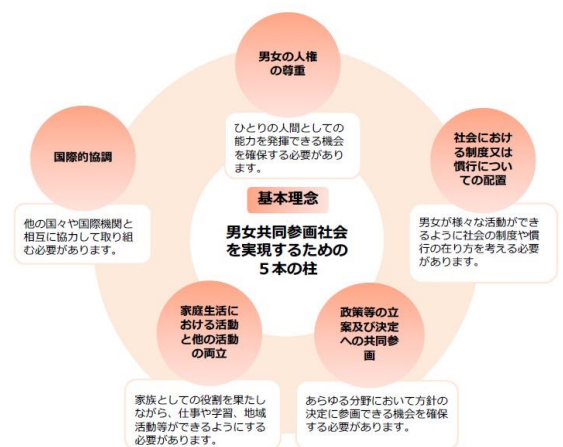 男女の人権
の尊重
ひとりの人間としての
能力を発揮できる機会
を確保する必要があり
ます。
社会におけ
る制度又は
慣行につい
ての配置
男女が様々な活動ができ
るように社会の制度や慣
行の在り方を考える必要
があります。
政策等の立
案及び決定
への共同参
画
あらゆる分野において方針の
決定に参画できる機会を確保
する必要があります。
家庭生活に
おける活動
と他の活動
の両立
家族としての役割を果たし
ながら、仕事や学習、地域
活動等ができるようにする
必要があります。
国際的協調
他の国々や国際機関と
相互に協力して取り組
む必要があります。
基本理念
男女共同参画社会
を実現するための
５本の柱